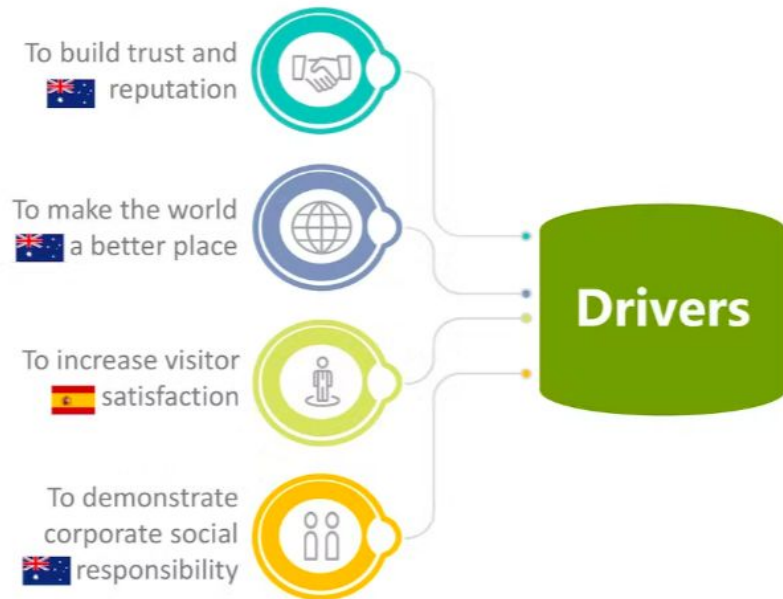 To build trust and
reputation
To make the world
a better place
To increase visitor
satisfaction
To demonstrate
corporate social
responsibility
Drivers